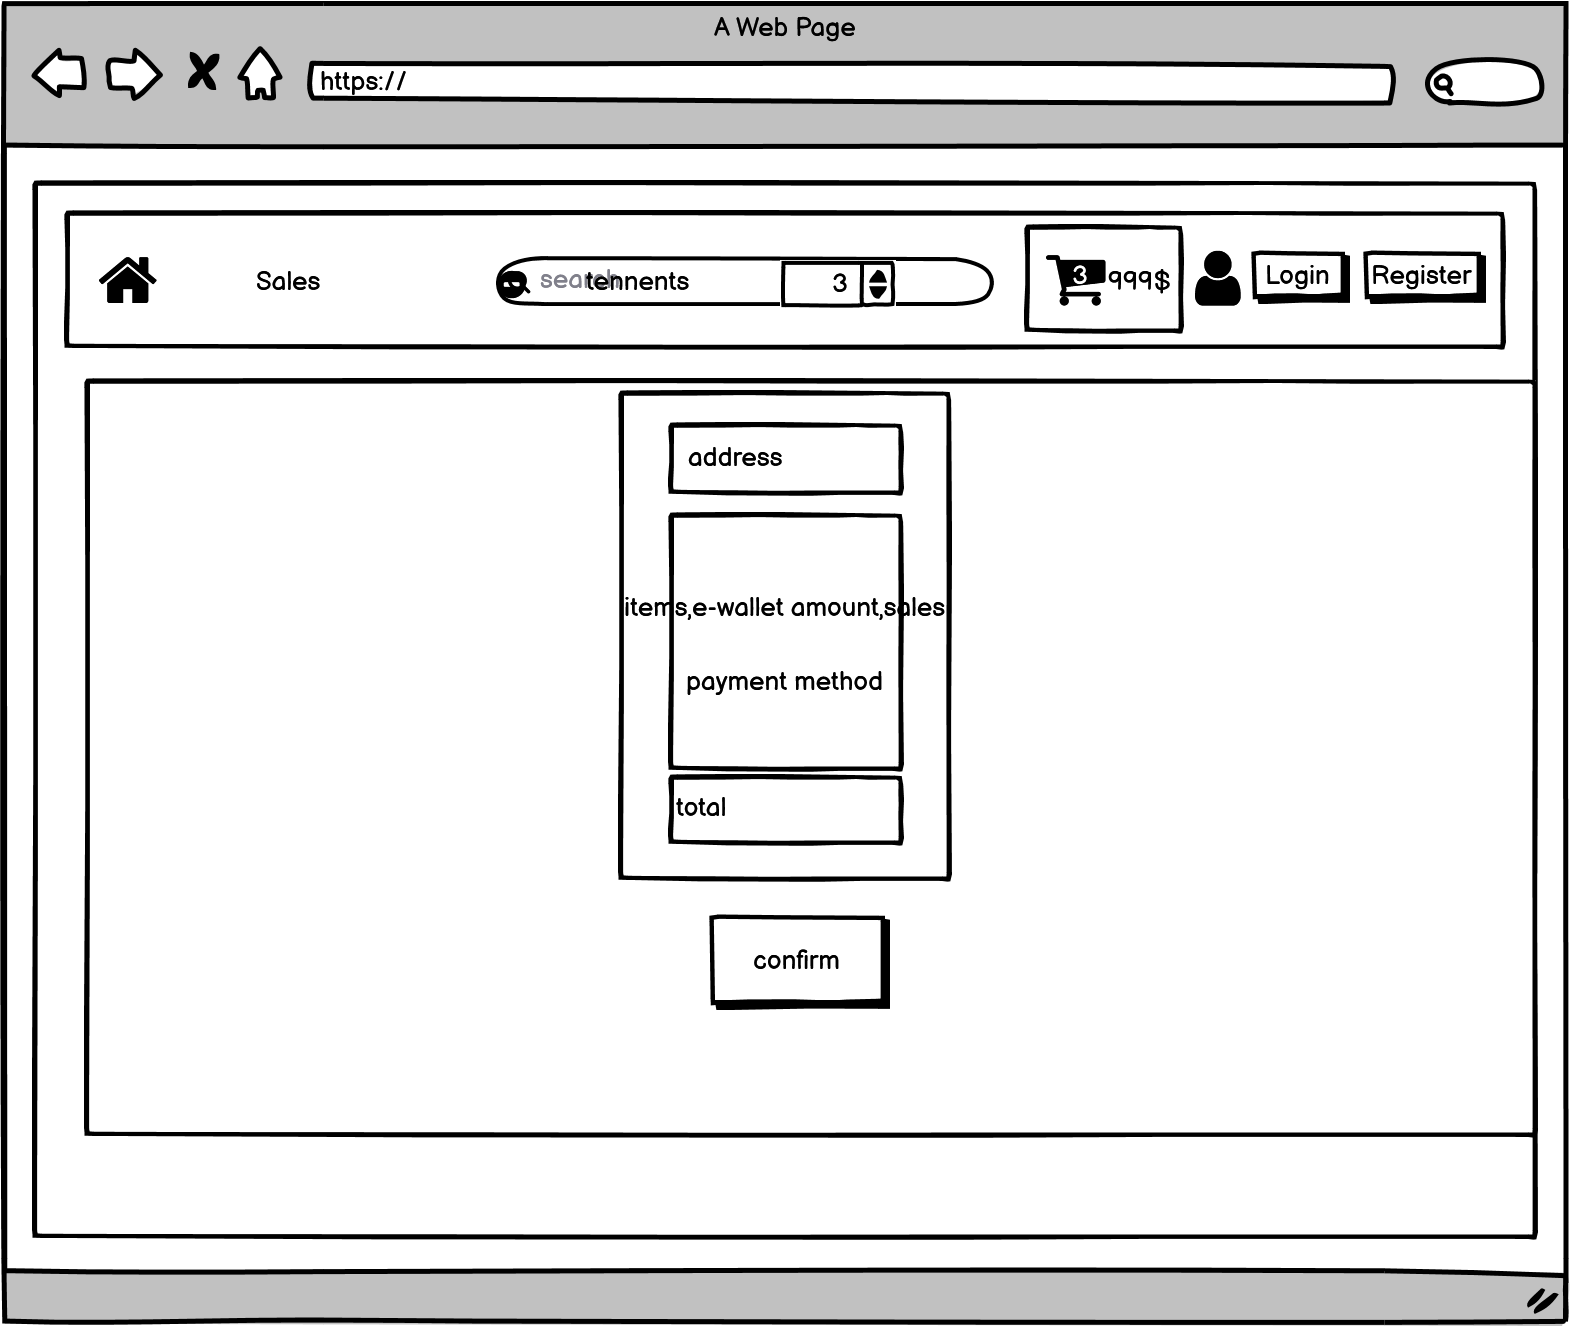 A Web Page
https://
Sales
search
tennents
3
3
999$
Login
Register
address
items,e-wallet amount,sales
payment method
total
confirm